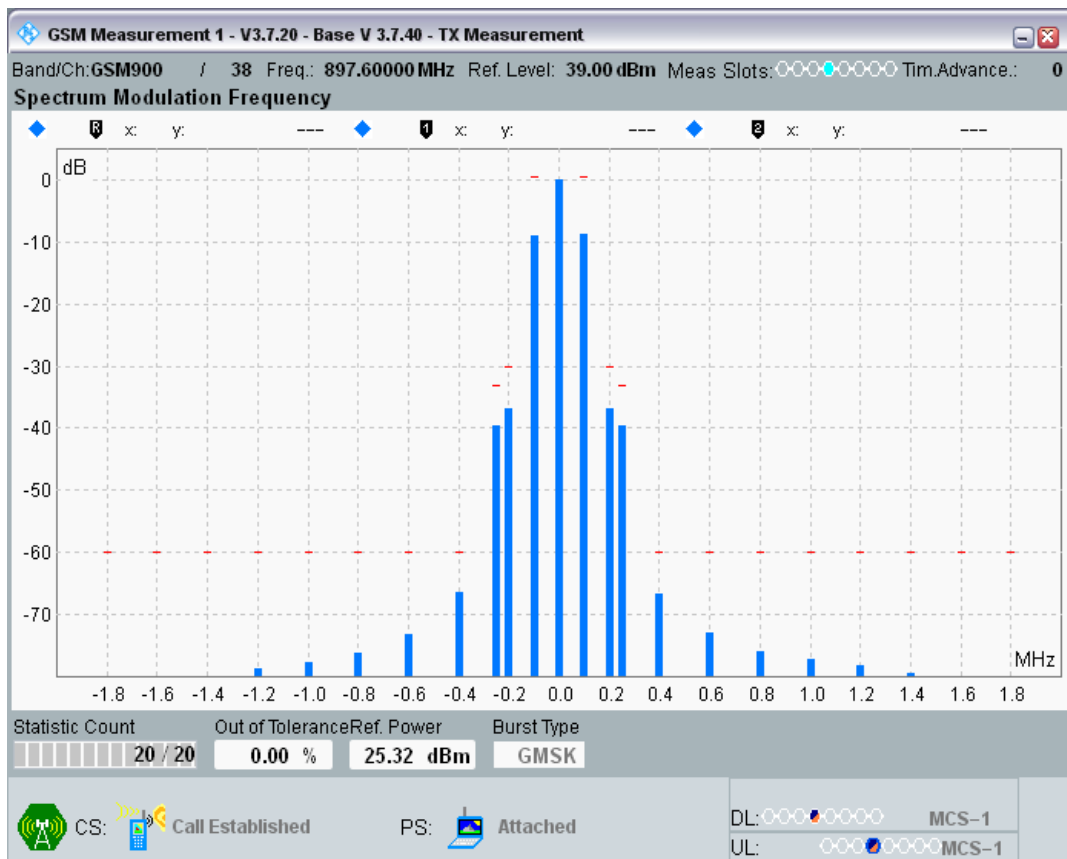 GSM Measurement 1 - V3.7.20 - Base V 3.7.40 - TX Measurement
Band/Ch:GSM900 / 38 Freq.: 897.60000 MHz Ref. Level: 39.00 dBm Meas Slots: Tim.Advance.: 0
Spectrum Modulation Frequency
R x: y: --- 1 x: y: --- 2 x: y: ---
dB
0
-10
-20
-30
-40
-50
-60
-70
MHz
-1.8 -1.6 -1.4 -1.2 -1.0 -0.8 -0.6 -0.4 -0.2 0.0 0.2 0.4 0.6 0.8 1.0 1.2 1.4 1.6 1.8
Statistic Count Out of Tolerance Ref. Power Burst Type
20 / 20 0.00 % 25.32 dBm GMSK
CS: Call Established PS: Attached
DL: MCS-1
UL: MCS-1